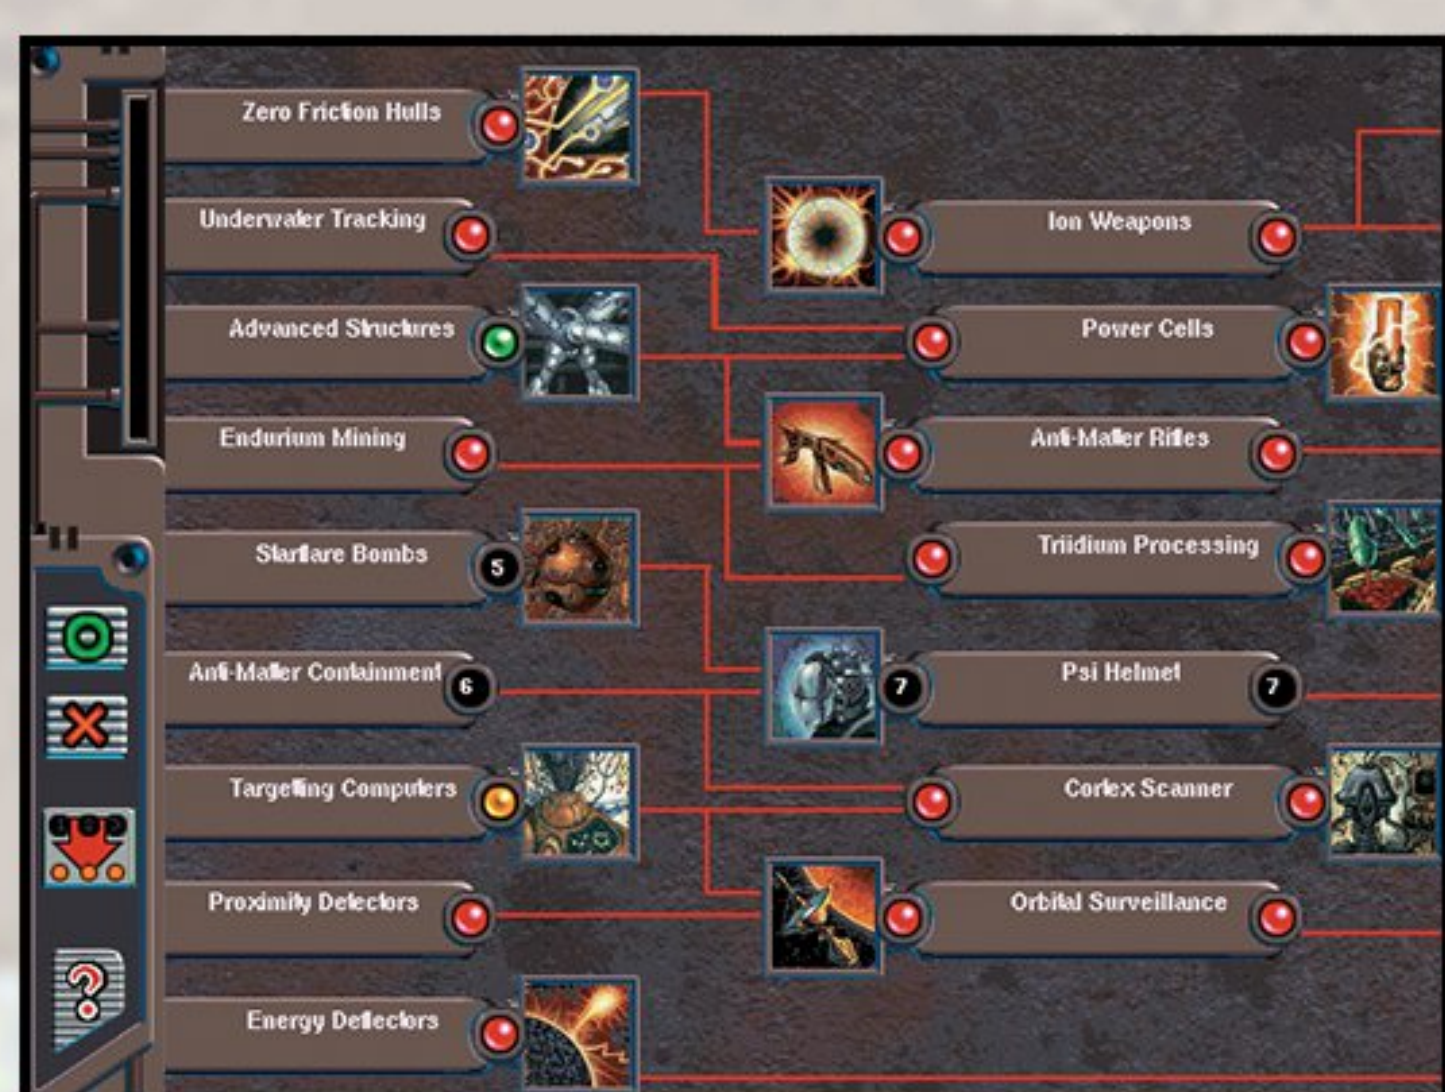 Zero Friction Hulls
Underwater Tracking
Advanced Structures
Endurium Mining
Starflare Bombs
5
Anti-Matter Containment
6
Targetting Computers
Proximity Detectors
Energy Deflectors
Ion Weapons
Power Cells
Anti-Matter Rifles
Triidium Processing
7
Psi Helmet
7
Cortex Scanner
Orbital Surveillance
?